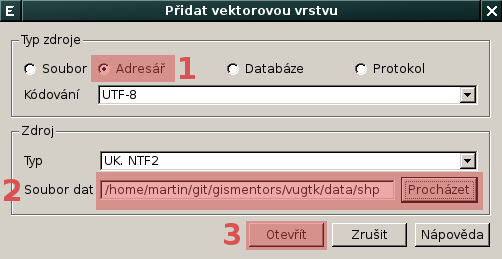 E Přidat vektorovou vrstvu ×
Typ zdroje
Soubor Adresář 1 Databáze Protokol
Kódování UTF-8
Zdroj
Typ UK. NTF2
2 Soubor dat /home/martin/git/gismentors/vugtk/data/shp Procházet
3 Otevřít Zrušit Nápověda